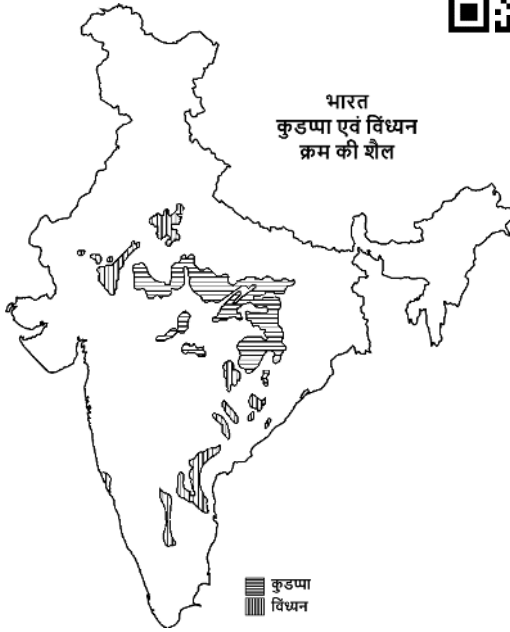 भारत
कुडप्पा एवं विंध्यन
क्रम की शैल
कुडप्पा
विंध्यन